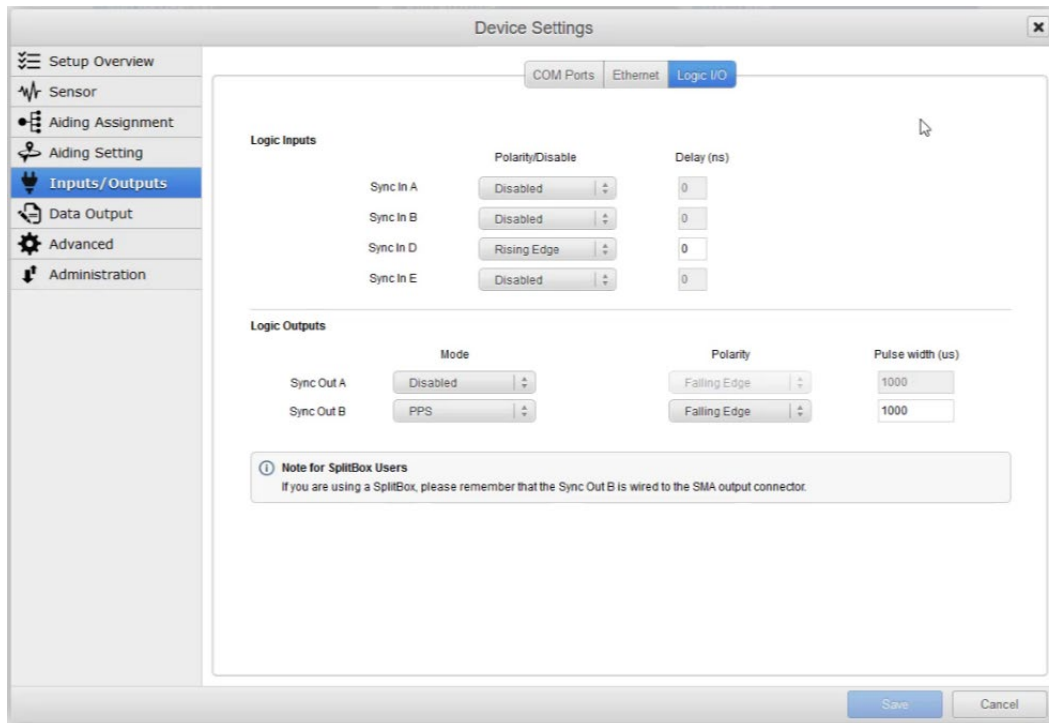 Device Settings
Setup Overview
Sensor
Aiding Assignment
Aiding Setting
Inputs/Outputs
Data Output
Advanced
Administration
COM Ports Ethernet Logic I/O
Logic Inputs
Polarity/Disable Delay (ns)
Sync In A Disabled 0
Sync In B Disabled 0
Sync In D Rising Edge 0
Sync In E Disabled 0
Logic Outputs
Mode Polarity Pulse width (us)
Sync Out A Disabled Falling Edge 1000
Sync Out B PPS Falling Edge 1000
Note for SplitBox Users
If you are using a SplitBox, please remember that the Sync Out B is wired to the SMA output connector.
Save Cancel